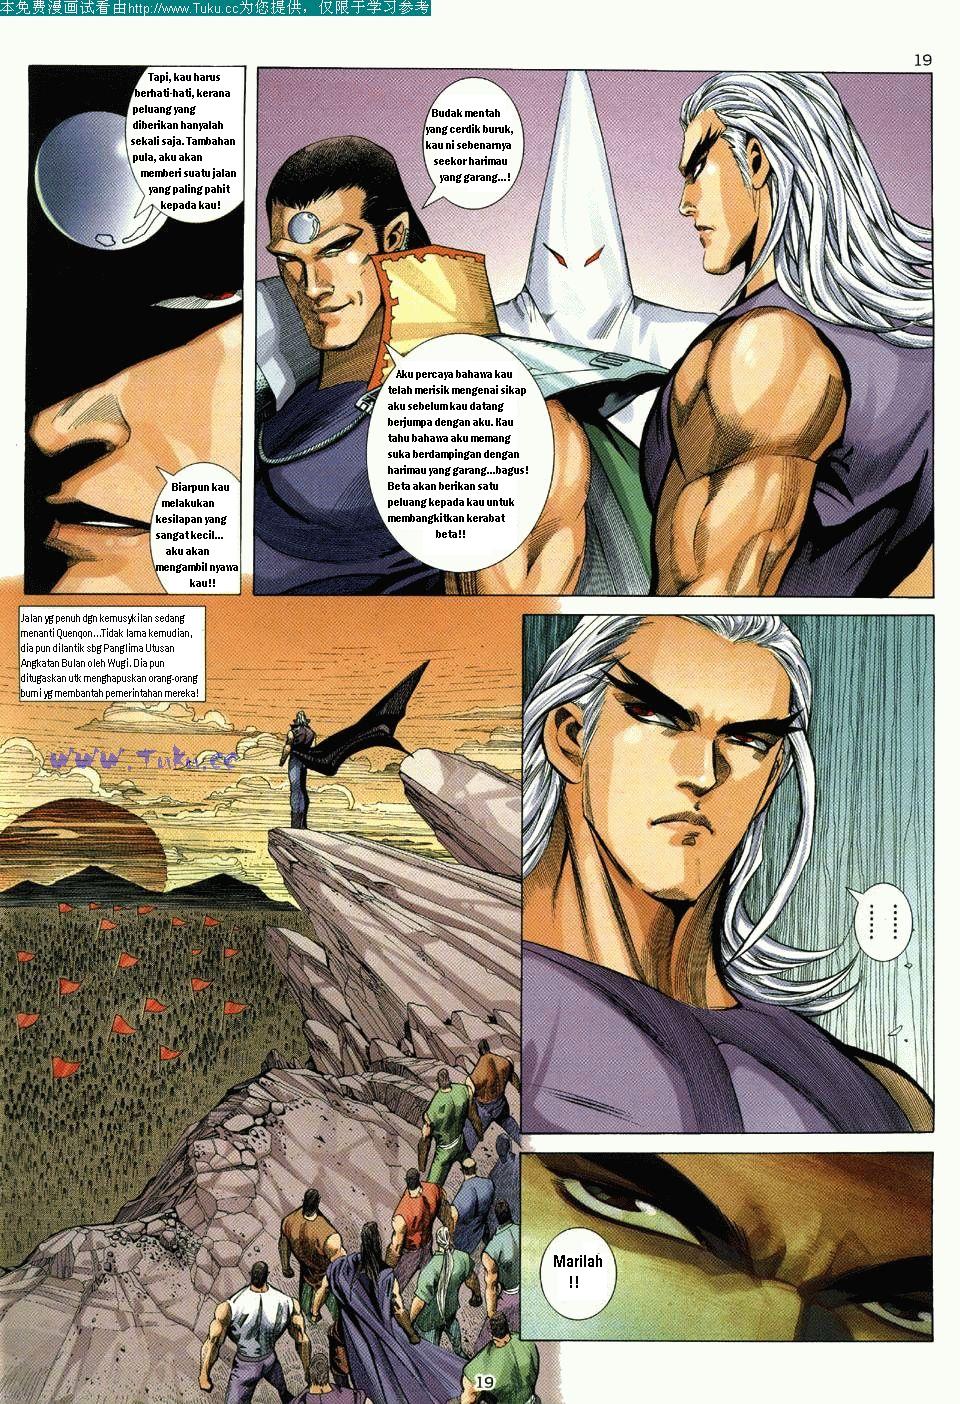 本免费漫画试看由http://www.Tuku.cc为您提供，仅限于学习参考
19
Tapi, kau harus
berhati-hati, kerana
peluang yang
diberikan hanyalah
sekali saja. Tambahan
pula, aku akan
memberi suatu jalan
yang paling pahit
kepada kau!
Biarpun kau
melakukan
kesilapan yang
sangat kecil...
aku akan
mengambil nyawa
kau!!
Budak mentah
yang cerdik buruk,
kau ni sebenarnya
seekor harimau
yang garang...!
Aku percaya bahawa kau
telah merisik mengenai sikap
aku sebelum kau datang
berjumpa dengan aku. Kau
tahu bahawa aku memang
suka berdampingan dengan
harimau yang garang...bagus!
Beta akan berikan satu
peluang kepada kau untuk
membangkitkan kerabat
beta!!
Jalan yg penuh dgn kemusykilan sedang
menanti Quenqon...Tidak lama kemudian,
dia pun dilantik sbg Panglima Utusan
Angkatan Bulan oleh Wugi. Dia pun
ditugaskan utk menghapuskan orang-orang
bumi yg membantah pemerintahan mereka!
www.Tuku.cc
...... ......
Marilah
!!
19